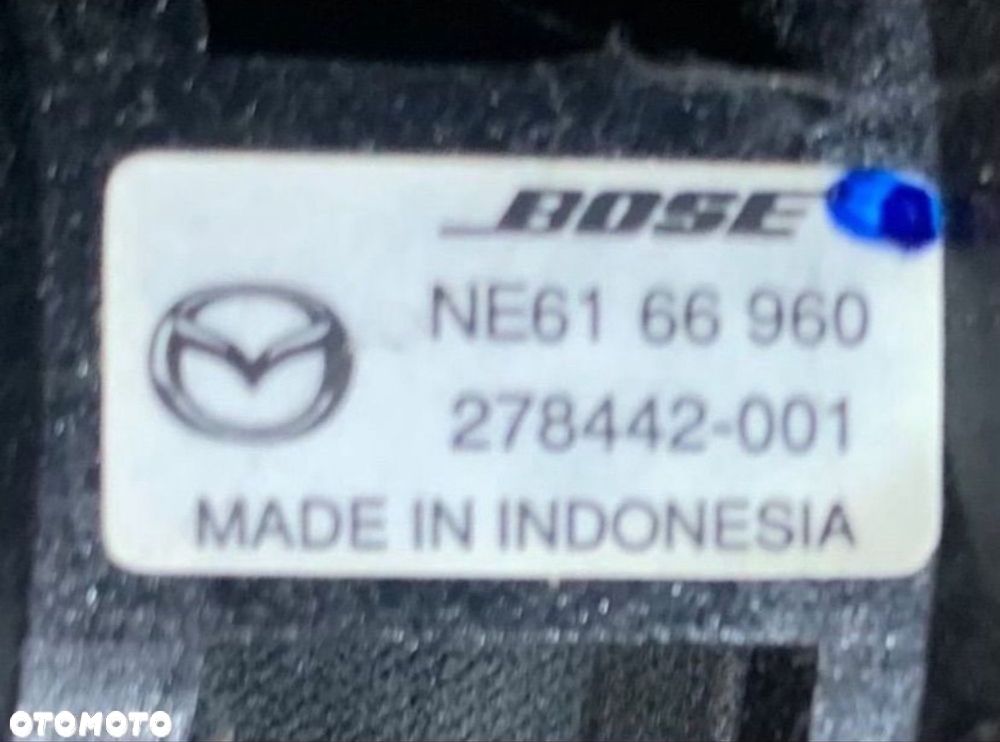 BOSE
NE61 66 960
278442-001
MADE IN INDONESIA
OTOMOTO